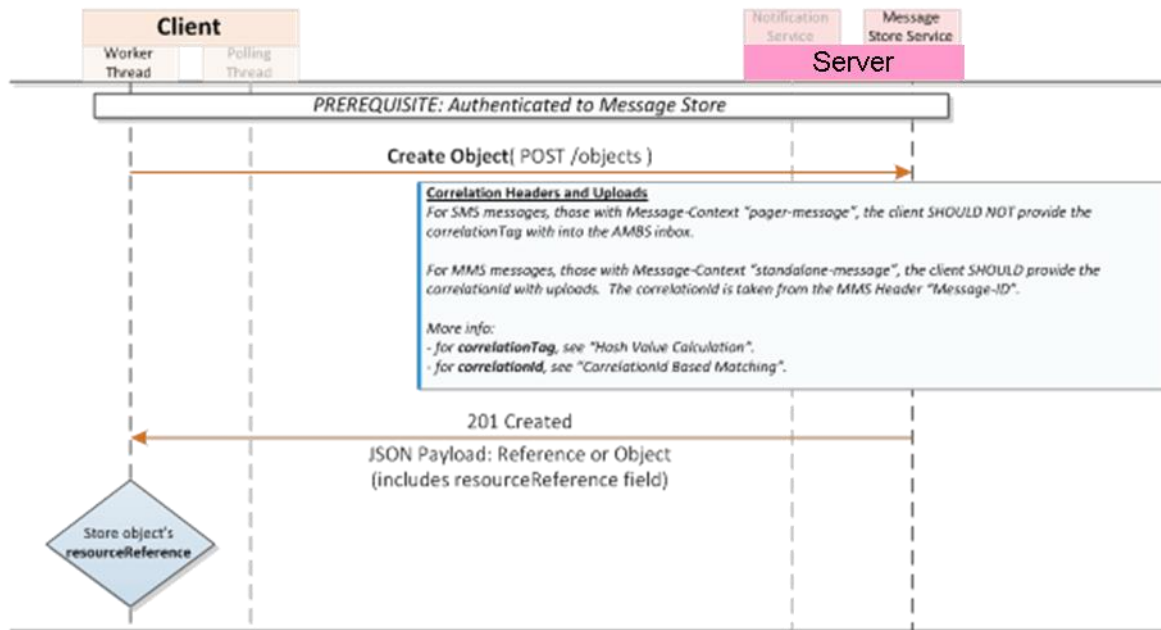 Client
Worker
Thread
Polling
Thread
Notification
Service
Message
Store Service
Server
PREREQUISITE: Authenticated to Message Store
Create Object( POST /objects )
Correlation Headers and Uploads
For SMS messages, those with Message-Context “pager-message”, the client SHOULD NOT provide the
correlationTag with into the AMBS inbox.
For MMS messages, those with Message-Context “standalone-message”, the client SHOULD provide the
correlationId with uploads. The correlationId is taken from the MMS Header “Message-ID”.
More info:
- for correlationTag, see “Hash Value Calculation”.
- for correlationId, see “CorrelationId Based Matching”.
201 Created
JSON Payload: Reference or Object
(includes resourceReference field)
Store object’s
resourceReference